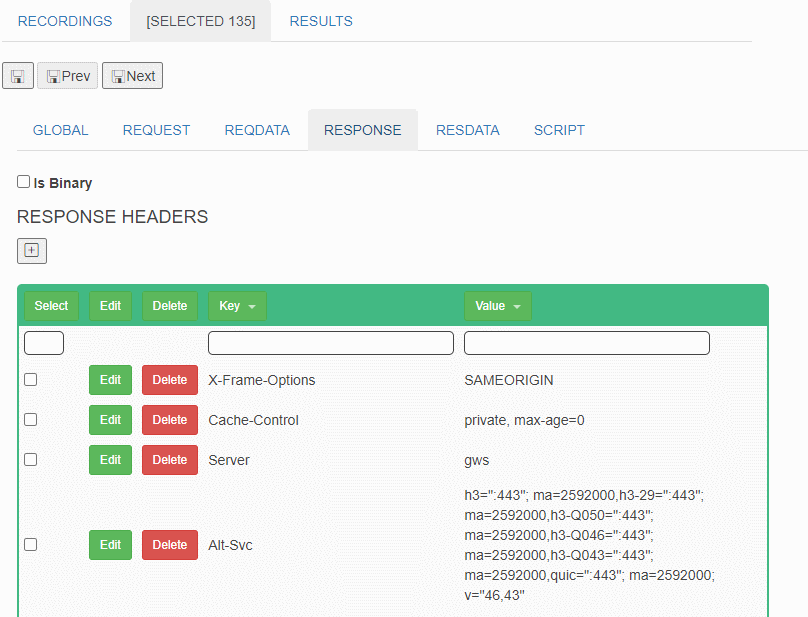 RECORDINGS [SELECTED 135] RESULTS
Prev Next
GLOBAL REQUEST REQDATA RESPONSE RESDATA SCRIPT
Is Binary
RESPONSE HEADERS
Select Edit Delete Key Value
Edit Delete X-Frame-Options SAMEORIGIN
Edit Delete Cache-Control private, max-age=0
Edit Delete Server gws
h3=":443"; ma=2592000,h3-29=":443";
ma=2592000,h3-Q050=":443";
ma=2592000,h3-Q046=":443";
Edit Delete Alt-Svc
ma=2592000,h3-Q043=":443";
ma=2592000,quic=":443"; ma=2592000;
v="46,43"